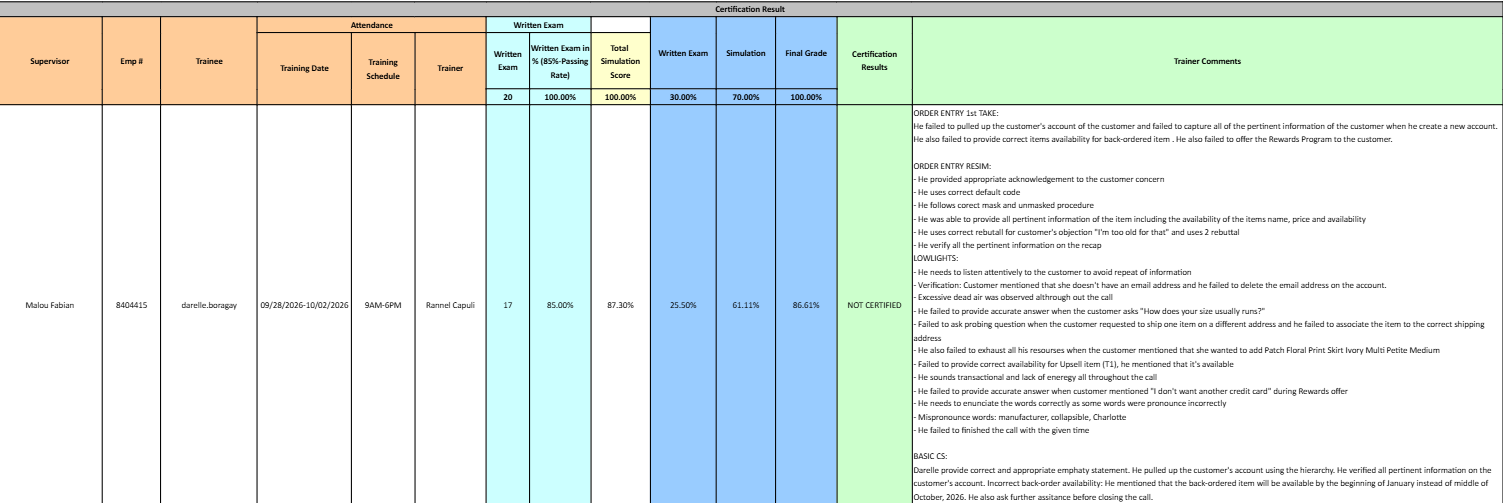 Certification Result
Attendance
Written Exam
Supervisor
Emp #
Trainee
Training Date
Training
Schedule
Trainer
Written
Exam
Written Exam in
% (85%-Passing
Rate)
Total
Simulation
Score
Written Exam
Simulation
Final Grade
Certification
Results
Trainer Comments
20
100.00%
100.00%
30.00%
70.00%
100.00%
Malou Fabian
8404415
darelle.boragay
09/28/2026-10/02/2026
9AM-6PM
Rannel Capuli
17
85.00%
87.30%
25.50%
61.11%
86.61%
NOT CERTIFIED
ORDER ENTRY 1st TAKE:
He failed to pulled up the customer's account of the customer and failed to capture all of the pertinent information of the customer when he create a new account.
He also failed to provide correct items availability for back-ordered item . He also failed to offer the Rewards Program to the customer.
ORDER ENTRY RESIM:
- He provided appropriate acknowledgement to the customer concern
- He uses correct default code
- He follows corect mask and unmasked procedure
- He was able to provide all pertinent information of the item including the availability of the items name, price and availability
- He uses correct rebutall for customer's objection "I'm too old for that" and uses 2 rebuttal
- He verify all the pertinent information on the recap
LOWLIGHTS:
- He needs to listen attentively to the customer to avoid repeat of information
- Verification: Customer mentioned that she doesn't have an email address and he failed to delete the email address on the account.
- Excessive dead air was observed althrough out the call
- He failed to provide accurate answer when the customer asks "How does your size usually runs?"
- Failed to ask probing question when the customer requested to ship one item on a different address and he failed to associate the item to the correct shipping
address
- He also failed to exhaust all his resourses when the customer mentioned that she wanted to add Patch Floral Print Skirt Ivory Multi Petite Medium
- Failed to provide correct availability for Upsell item (T1), he mentioned that it's available
- He sounds transactional and lack of eneregy all throughout the call
- He failed to provide accurate answer when customer mentioned "I don't want another credit card" during Rewards offer
- He needs to enunciate the words correctly as some words were pronounce incorrectly
- Mispronounce words: manufacturer, collapsible, Charlotte
- He failed to finished the call with the given time
BASIC CS:
Darelle provide correct and appropriate emphaty statement. He pulled up the customer's account using the hierarchy. He verified all pertinent information on the
customer's account. Incorrect back-order availability: He mentioned that the back-ordered item will be available by the beginning of January instead of middle of
October, 2026. He also ask further assitance before closing the call.